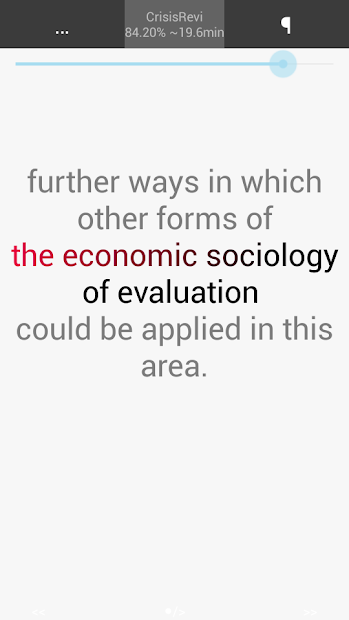 ...
CrisisRevi
84.20% ~19.6min
¶
further ways in which
other forms of
the economic sociology
of evaluation
could be applied in this
area.
<<
>>